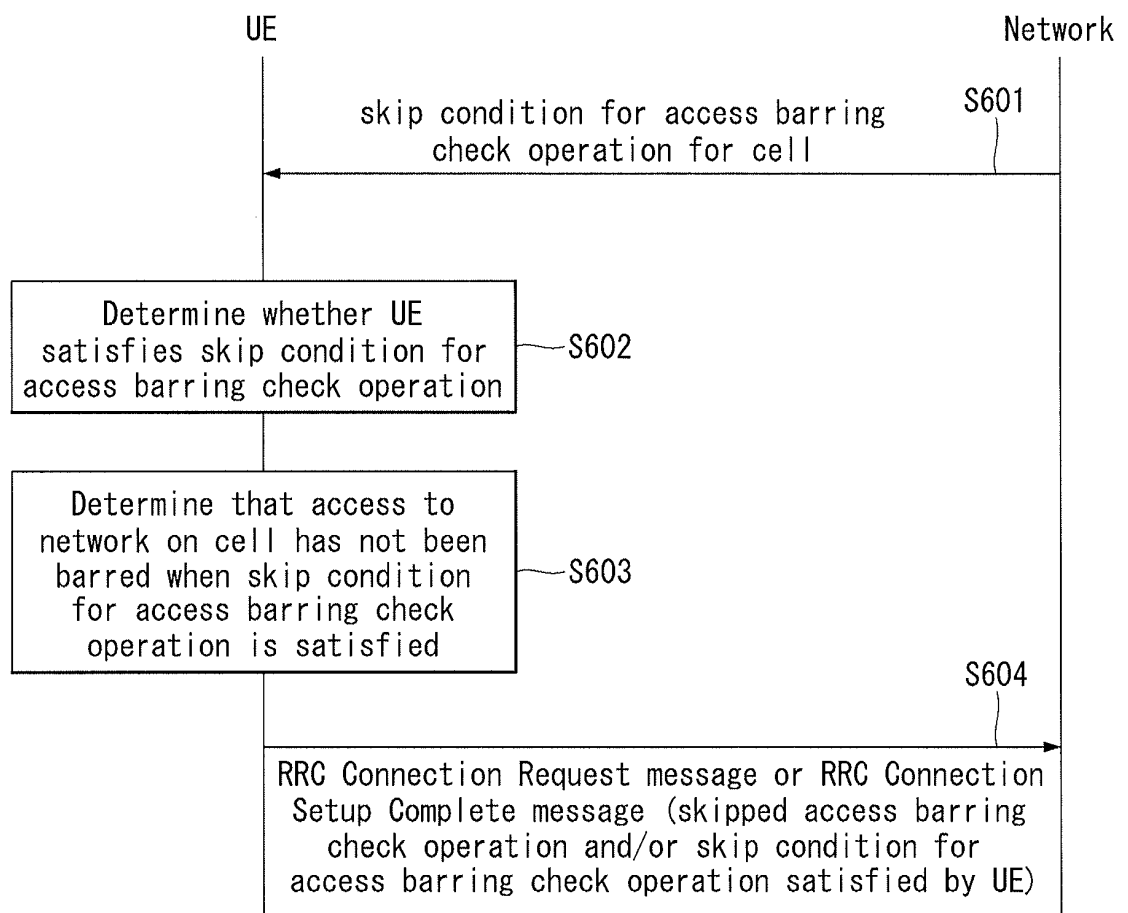 UE
Network
S601
skip condition for access barring
check operation for cell
Determine whether UE
satisfies skip condition for
access barring check operation
S602
Determine that access to
network on cell has not been
barred when skip condition
for access barring check
operation is satisfied
S603
S604
RRC Connection Request message or RRC Connection
Setup Complete message (skipped access barring
check operation and/or skip condition for
access barring check operation satisfied by UE)